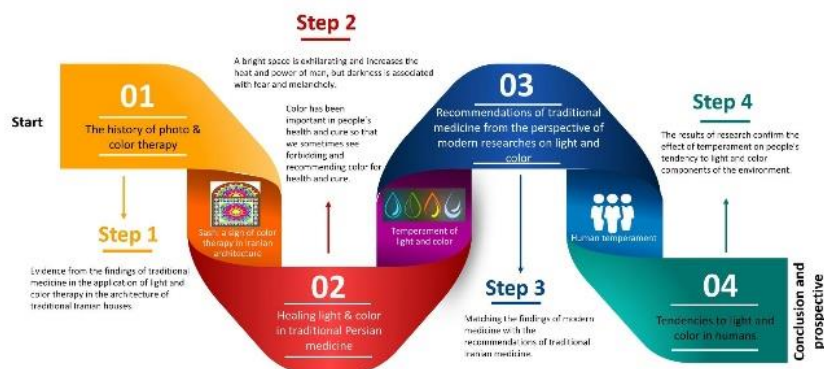 Start
01
The history of photo &
color therapy
Step 1
Evidence from the findings of traditional
medicine in the application of light and
color therapy in the architecture of
traditional Iranian houses.
Sash, a sign of color
therapy in Iranian
architecture
Step 2
A bright space is exhilarating and increases the
heat and power of man, but darkness is associated
with fear and melancholy.
Color has been
important in people's
health and cure so that
we sometimes see
forbidding and
recommending color for
health and cure.
02
Healing light & color
in traditional Persian
medicine
Temperament of
light and color
03
Recommendations of traditional
medicine from the perspective of
modern researches on light and
color
Step 3
Matching the findings of modern
medicine with the
recommendations of traditional
Iranian medicine.
Human temperament
Step 4
The results of research confirm the
effect of temperament on people's
tendency to light and color
components of the environment.
04
Tendencies to light and
color in humans
Conclusion and
prospective